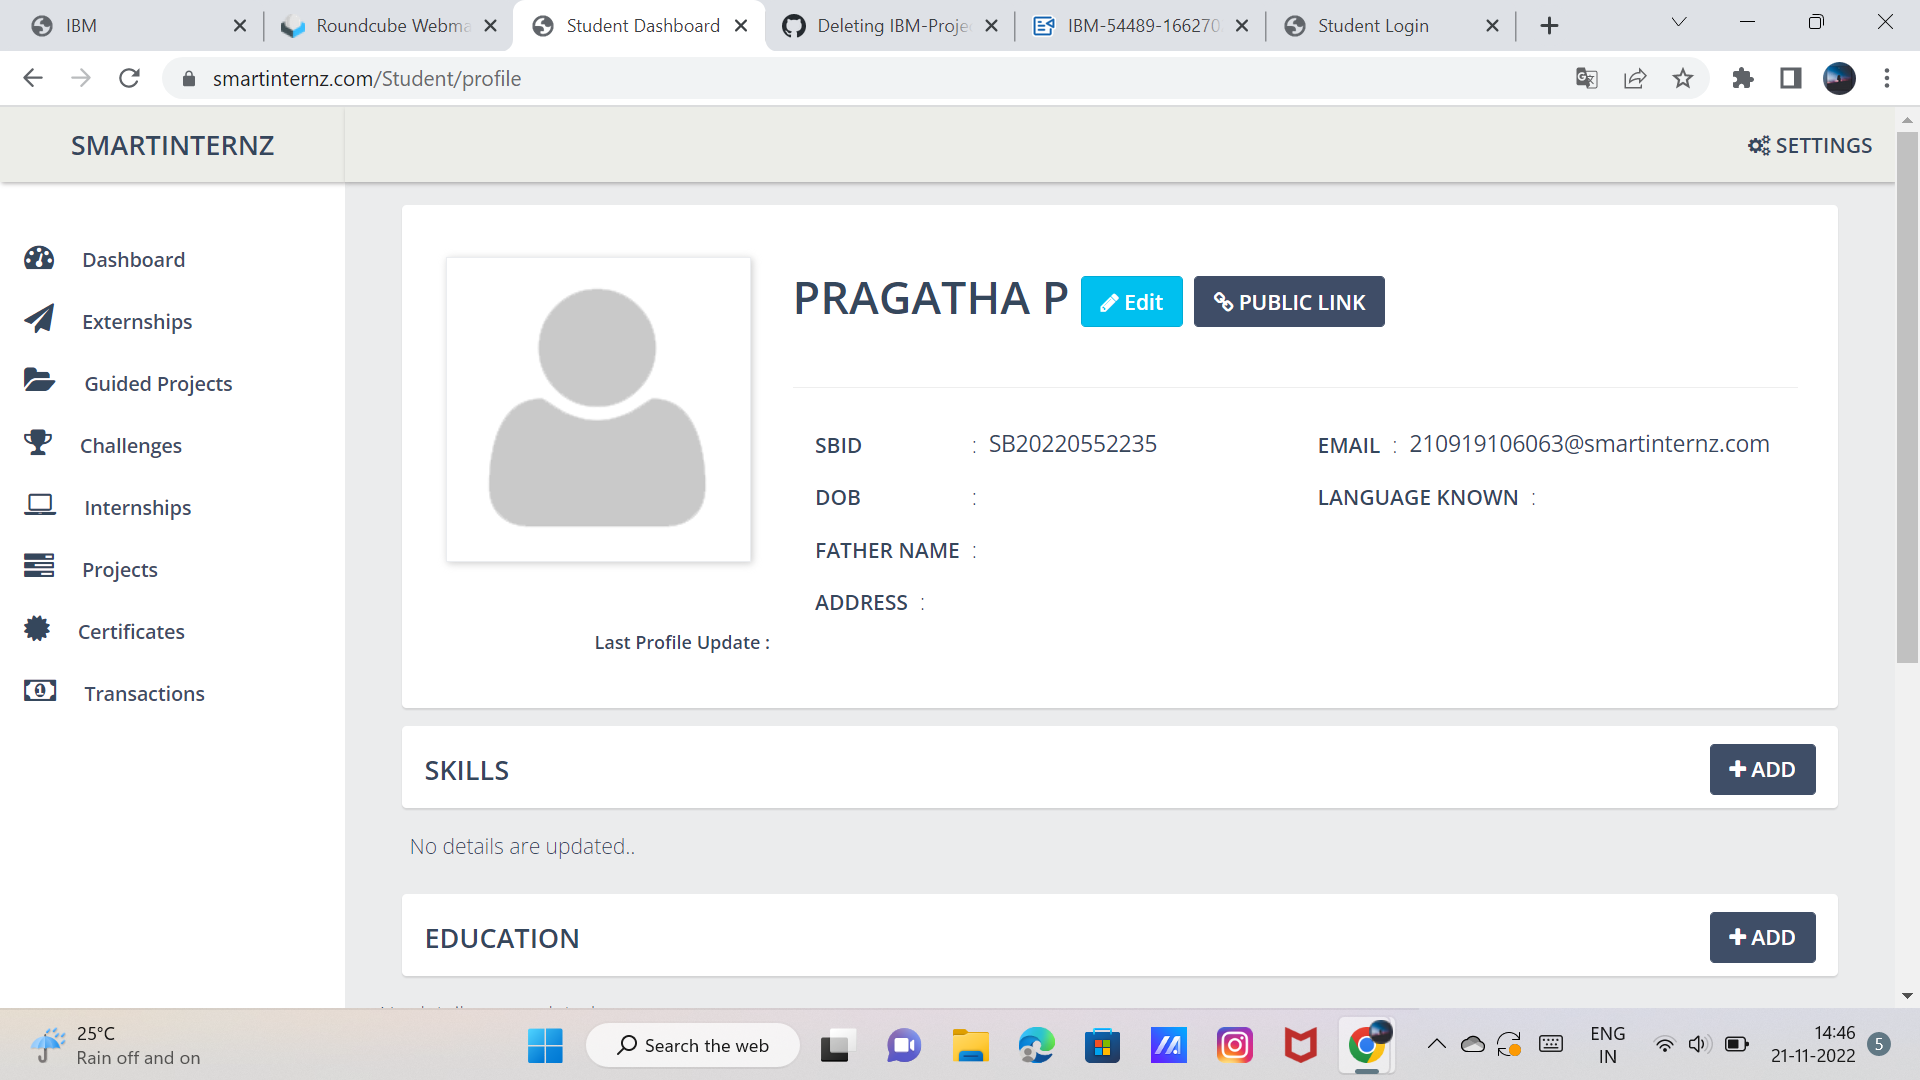 IBM
Roundcube Webma
Student Dashboard
Deleting IBM-Proje
IBM-54489-166270
Student Login
smartinternz.com/Student/profile
SMARTINTERNZ
SETTINGS
Dashboard
Externships
Guided Projects
Challenges
Internships
Projects
Certificates
Transactions
PRAGATHA P
Edit
PUBLIC LINK
SBID : SB20220552235
EMAIL : 210919106063@smartinternz.com
DOB :
LANGUAGE KNOWN :
FATHER NAME :
ADDRESS :
Last Profile Update :
SKILLS
ADD
No details are updated..
EDUCATION
ADD
25°C
Rain off and on
Search the web
ENG
IN
14:46
21-11-2022
5